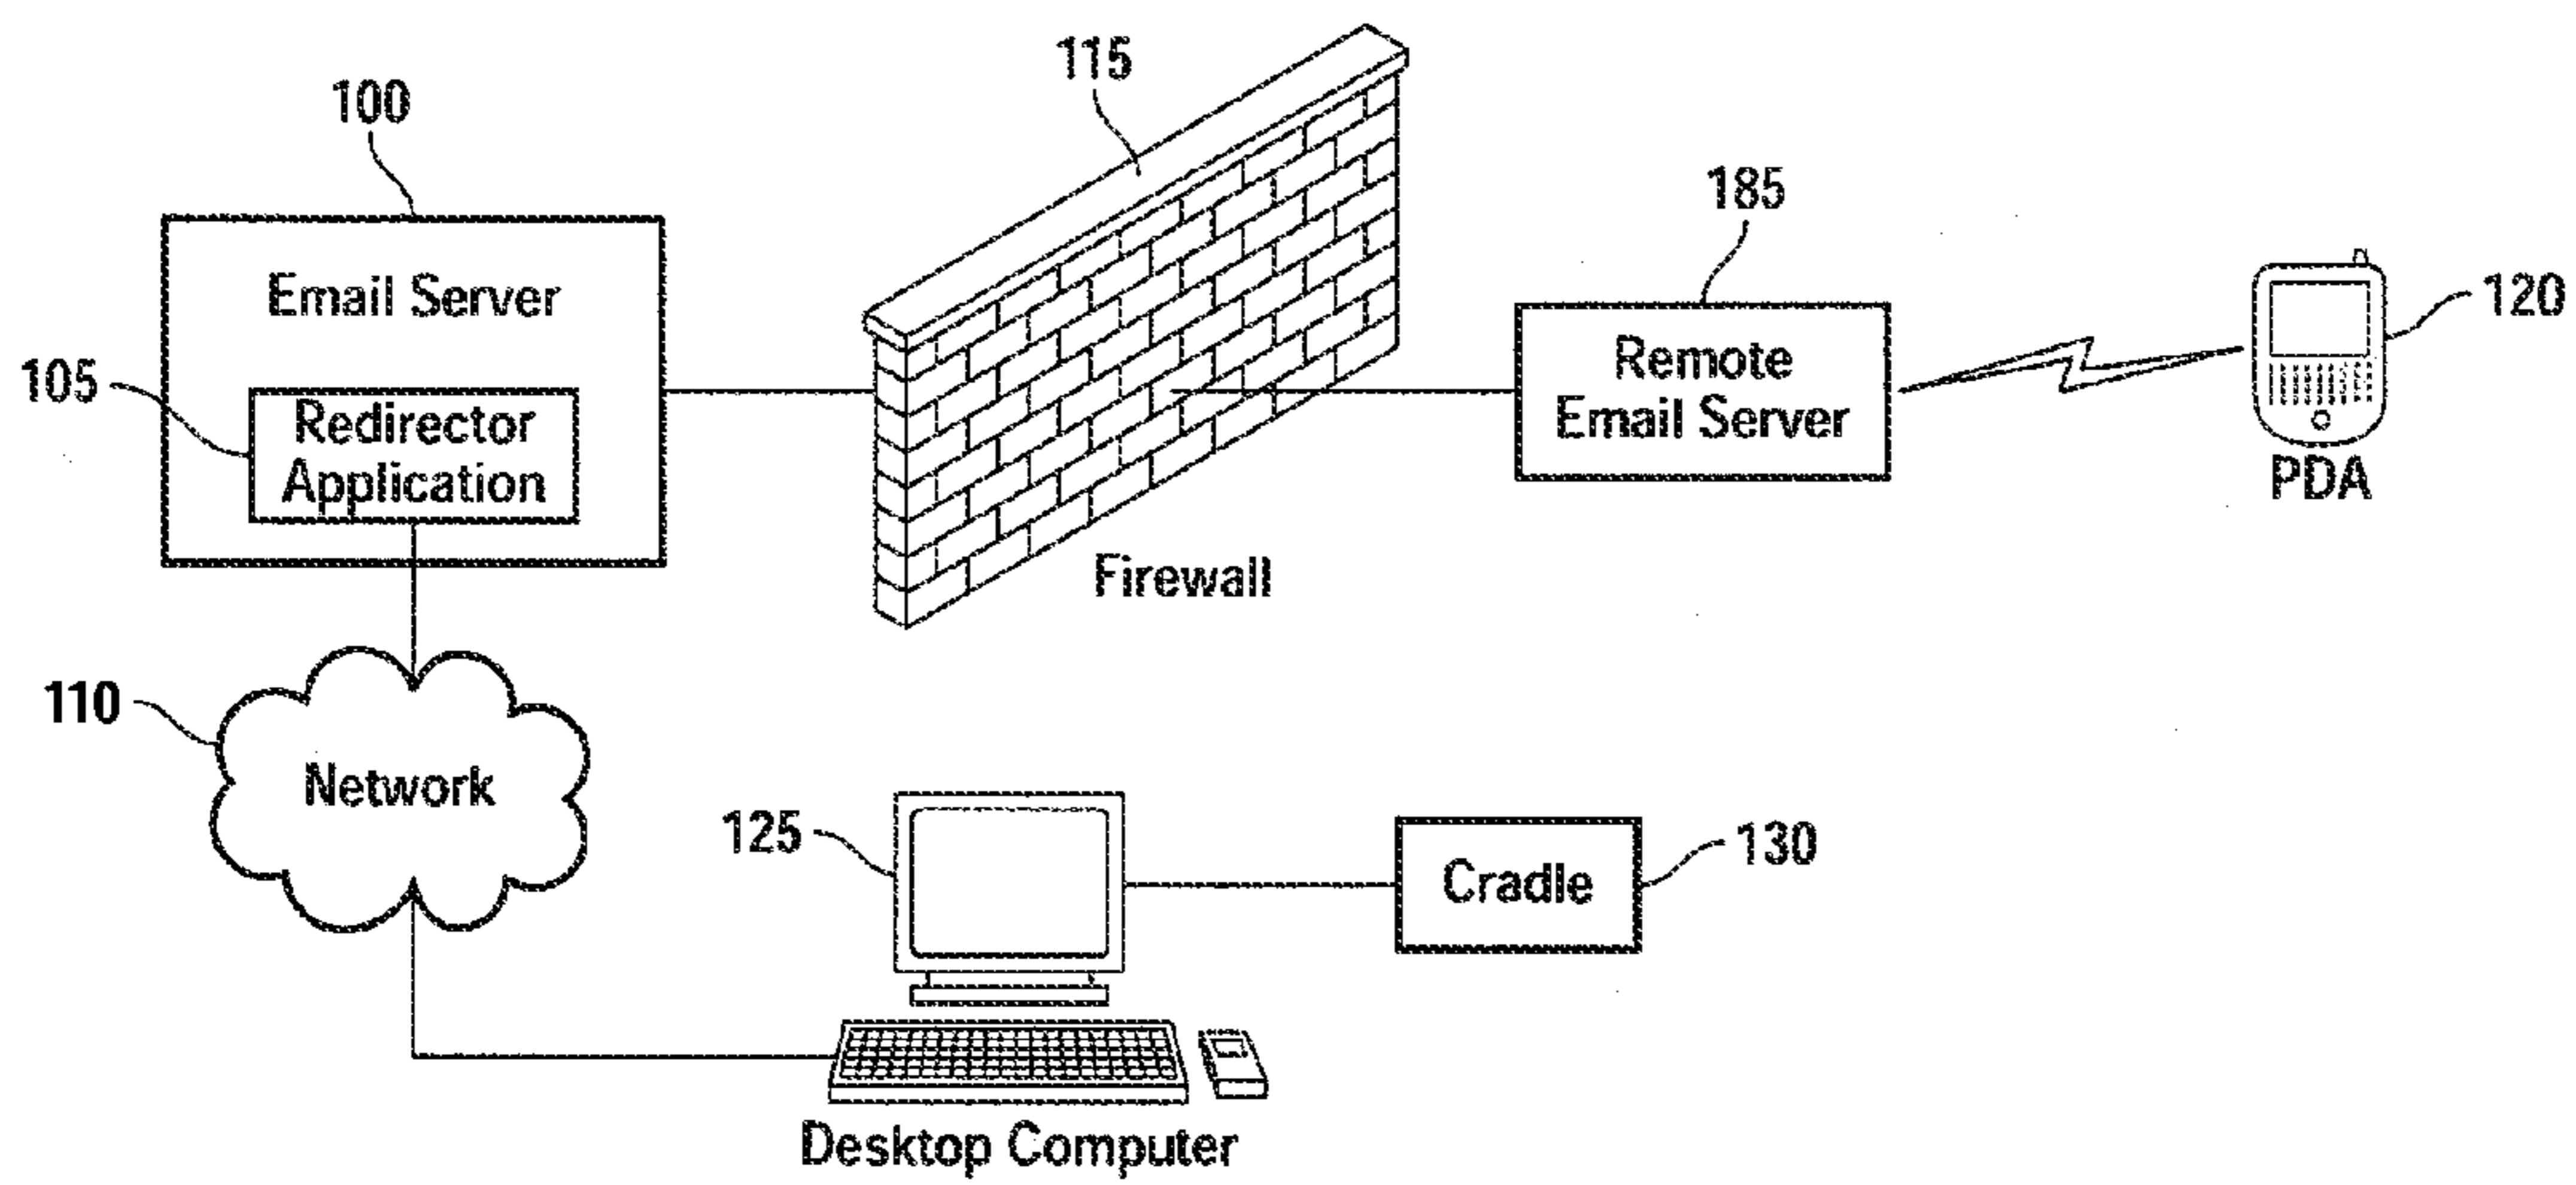 115
100
185
Email Server
120
105
Redirector
Application
Remote
Email Server
PDA
Firewall
110
Network
125
130
Cradle
Desktop Computer